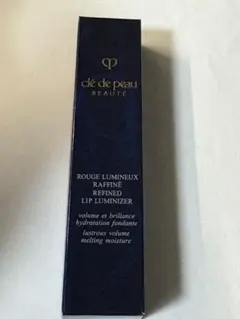 clé de peau
BEAUTÉ
ROUGE LUMINEUX
RAFFINÉ
REFINED
LIP LUMINIZER
volume et brillance
hydratation fondante
lustrous volume
melting moisture